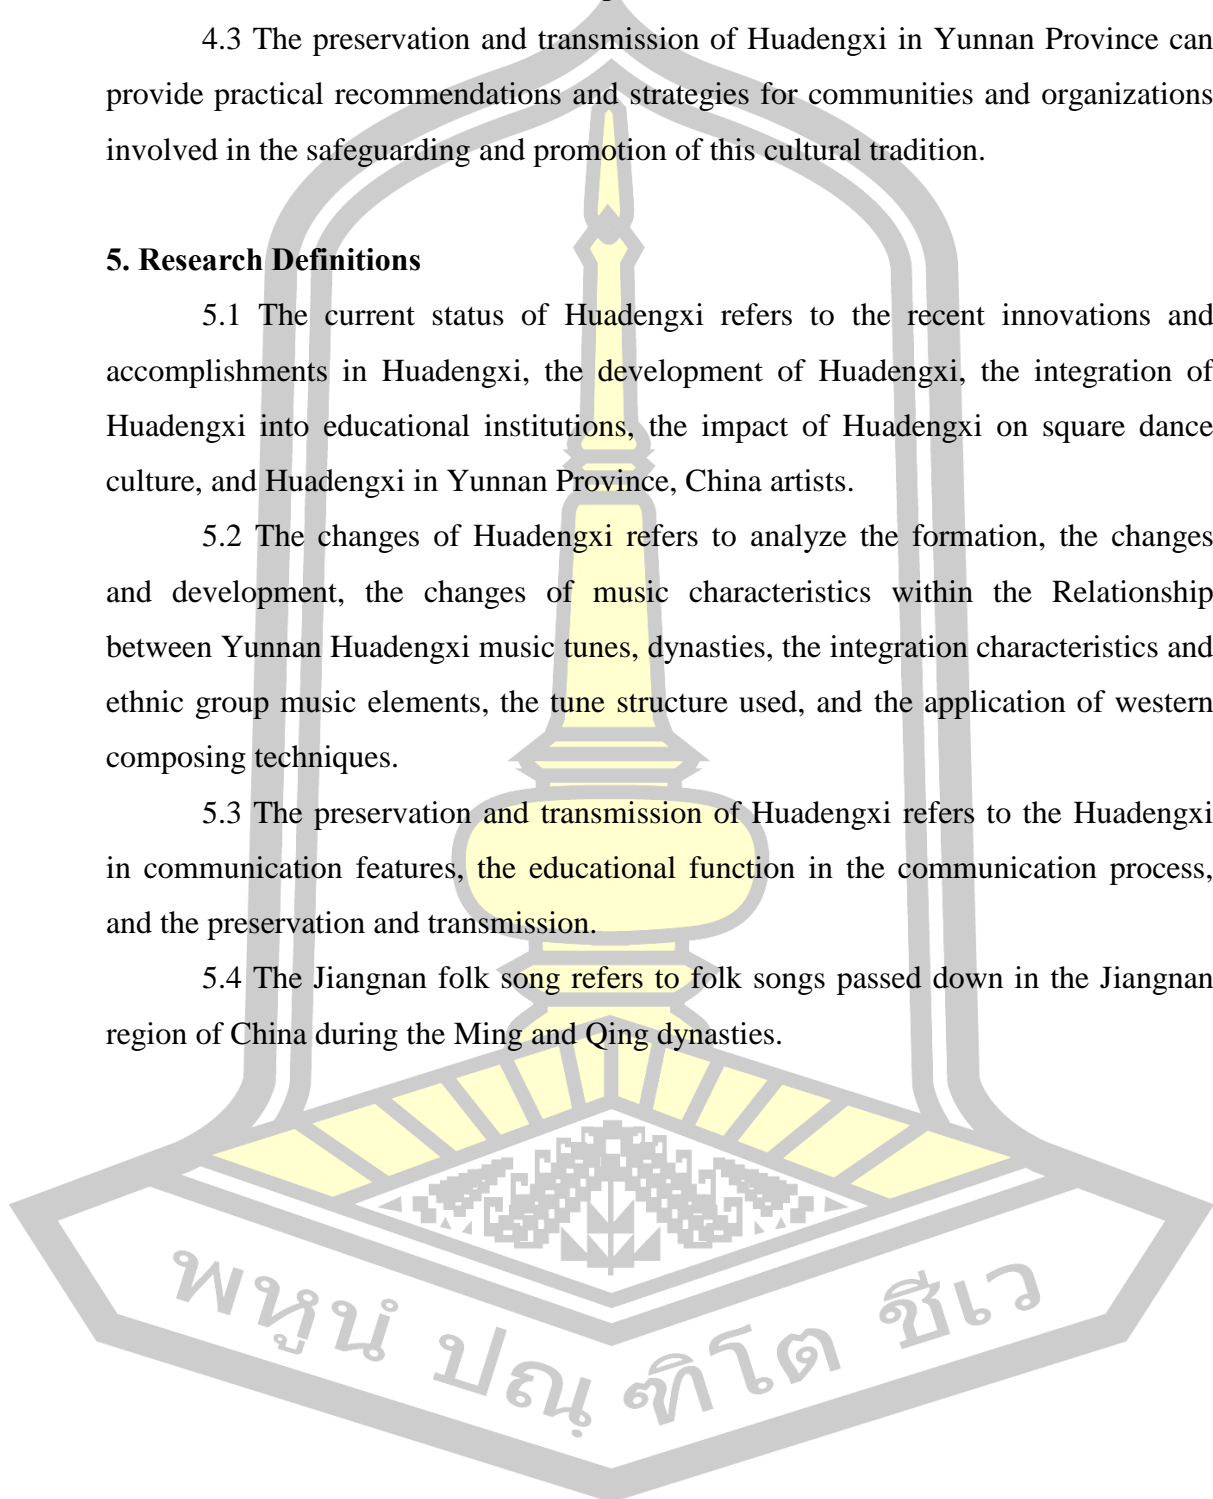 4.3 The preservation and transmission of Huadengxi in Yunnan Province can
provide practical recommendations and strategies for communities and organizations
involved in the safeguarding and promotion of this cultural tradition.
5. Research Definitions
5.1 The current status of Huadengxi refers to the recent innovations and
accomplishments in Huadengxi, the development of Huadengxi, the integration of
Huadengxi into educational institutions, the impact of Huadengxi on square dance
culture, and Huadengxi in Yunnan Province, China artists.
5.2 The changes of Huadengxi refers to analyze the formation, the changes
and development, the changes of music characteristics within the Relationship
between Yunnan Huadengxi music tunes, dynasties, the integration characteristics and
ethnic group music elements, the tune structure used, and the application of western
composing techniques.
5.3 The preservation and transmission of Huadengxi refers to the Huadengxi
in communication features, the educational function in the communication process,
and the preservation and transmission.
5.4 The Jiangnan folk song refers to folk songs passed down in the Jiangnan
region of China during the Ming and Qing dynasties.
พหูนํ ปณฺฑิโต ชีเว